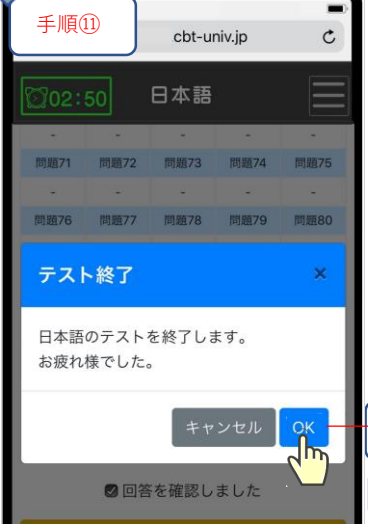 手順⑪
cbt-univ.jp
02:50
日本語
- - - - -
問題71 問題72 問題73 問題74 問題75
- - - - -
問題76 問題77 問題78 問題79 問題80
テスト終了 ×
日本語のテストを終了します。
お疲れ様でした。
キャンセル OK
回答を確認しました